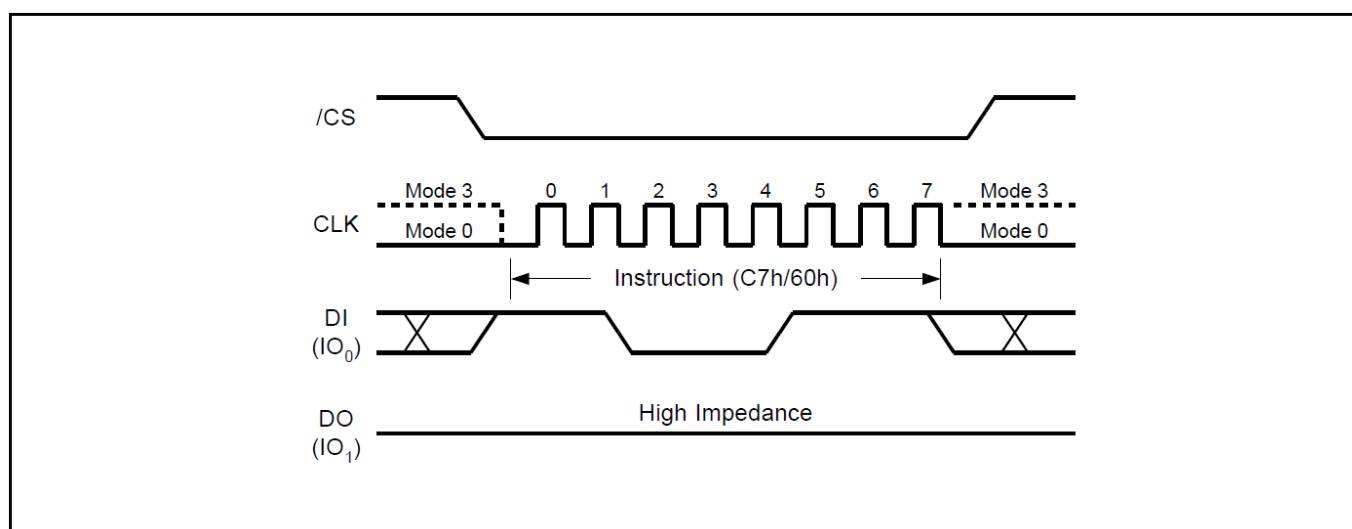 /CS
Mode 3 0 1 2 3 4 5 6 7 Mode 3
CLK
Mode 0 Mode 0
Instruction (C7h/60h)
DI
(IO0)
High Impedance
DO
(IO1)